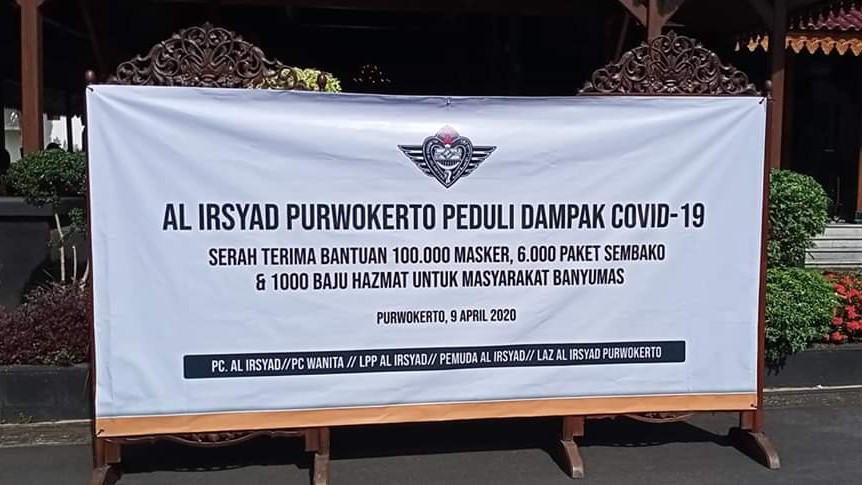 AL IRSYAD PURWOKERTO PEDULI DAMPAK COVID-19
SERAH TERIMA BANTUAN 100.000 MASKER, 6.000 PAKET SEMBAKO
& 1000 BAJU HAZMAT UNTUK MASYARAKAT BANYUMAS
PURWOKERTO, 9 APRIL 2020
PC. AL IRSYAD//PC WANITA // LPP AL IRSYAD// PEMUDA AL IRSYAD// LAZ AL IRSYAD PURWOKERTO